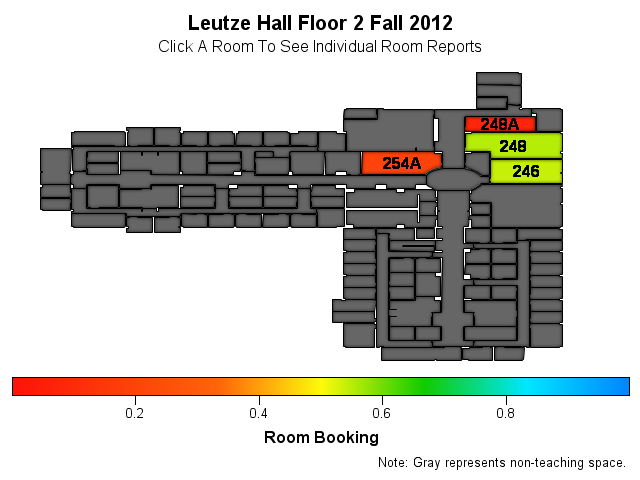 Leutze Hall Floor 2 Fall 2012
Click A Room To See Individual Room Reports
248A
248
254A
246
0.2 0.4 0.6 0.8
Room Booking
Note: Gray represents non-teaching space.